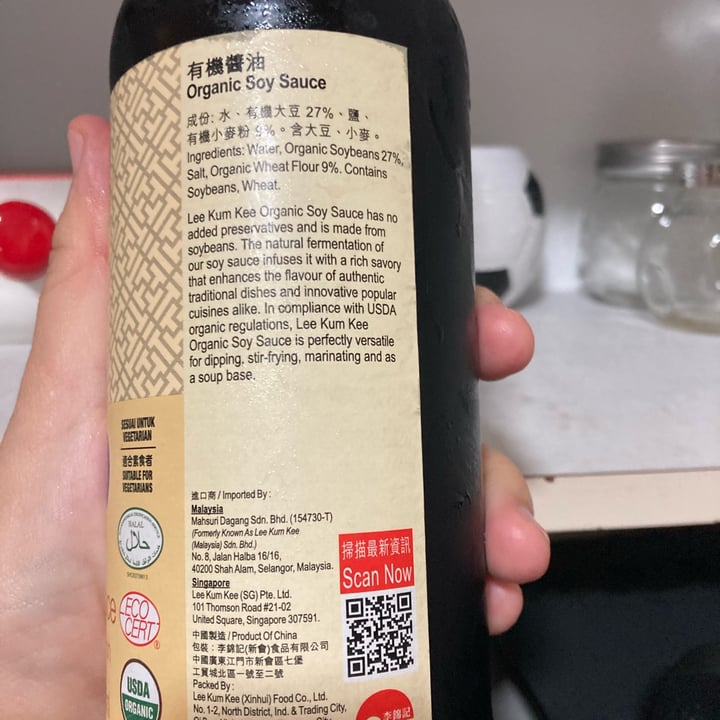 有機醬油
Organic Soy Sauce
成份: 水、有機大豆 27%、鹽、
有機小麥粉 9%。含大豆、小麥。
Ingredients: Water, Organic Soybeans 27%,
Salt, Organic Wheat Flour 9%. Contains
Soybeans, Wheat.
Lee Kum Kee Organic Soy Sauce has no
added preservatives and is made from
soybeans. The natural fermentation of
our soy sauce infuses it with a rich savory
that enhances the flavour of authentic
traditional dishes and innovative popular
cuisines alike. In compliance with USDA
organic regulations, Lee Kum Kee
Organic Soy Sauce is perfectly versatile
for dipping, stir-frying, marinating and as
a soup base.
SESUAI UNTUK
VEGETARIAN
適合素食者
SUITABLE FOR
VEGETARIANS
HALAL
حلال
ECO
CERT
®
USDA
ORGANIC
進口商 / Imported By :
Malaysia
Mahsuri Dagang Sdn. Bhd. (154730-T)
(Formerly Known As Lee Kum Kee
(Malaysia) Sdn. Bhd.)
No. 8, Jalan Halba 16/16,
40200 Shah Alam, Selangor, Malaysia.
Singapore
Lee Kum Kee (SG) Pte. Ltd.
101 Thomson Road #21-02
United Square, Singapore 307591.
中國製造 / Product Of China
包裝：李錦記(新會)食品有限公司
中國廣東江門市新會區七堡
工貿城北區一號至二號
Packed By :
Lee Kum Kee (Xinhui) Food Co., Ltd.
No. 1-2, North District, Ind. & Trading City,
掃描最新資訊
Scan Now
李錦記